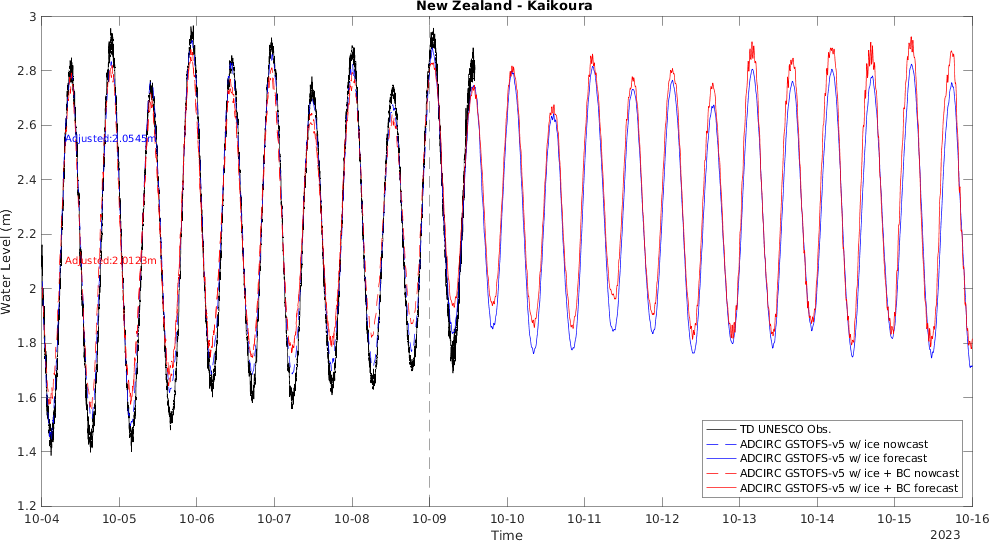 New Zealand - Kaikoura
3
2.8
2.6
2.4
2.2
2
1.8
1.6
1.4
1.2
Water Level (m)
Adjusted:2.0545m
Adjusted:2.0123m
TD UNESCO Obs.
ADCIRC GSTOFS-v5 w/ ice nowcast
ADCIRC GSTOFS-v5 w/ ice forecast
ADCIRC GSTOFS-v5 w/ ice + BC nowcast
ADCIRC GSTOFS-v5 w/ ice + BC forecast
10-04 10-05 10-06 10-07 10-08 10-09 10-10 10-11 10-12 10-13 10-14 10-15 10-16
Time
2023